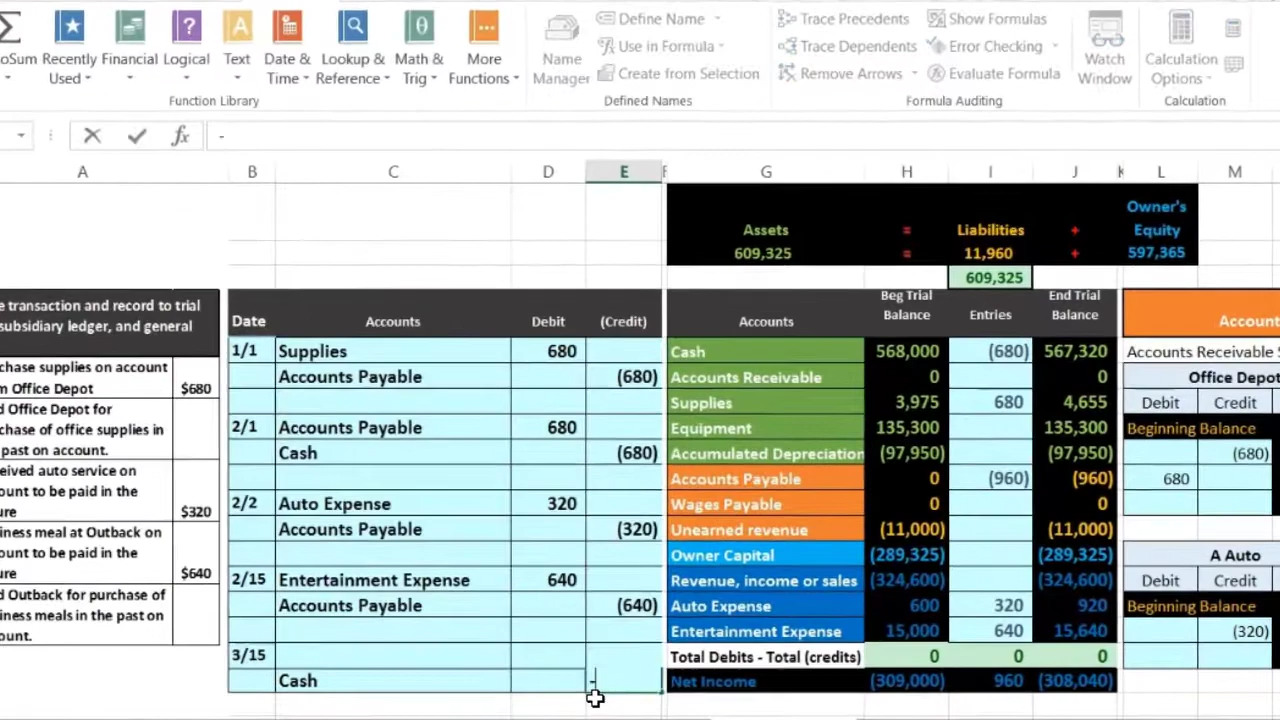 Σ
oSum
Recently
Used
Financial
Logical
Text
Date &
Time
Lookup &
Reference
Math &
Trig
More
Functions
Function Library
Name
Manager
Define Name
Use in Formula
Create from Selection
Defined Names
Trace Precedents
Trace Dependents
Remove Arrows
Show Formulas
Error Checking
Evaluate Formula
Formula Auditing
Watch
Window
Calculation
Options
Calculation
fx -
A B C D E F G H I J K L M
Assets = Liabilities + Owner's Equity
609,325 = 11,960 + 597,365
609,325
e transaction and record to trial
subsidiary ledger, and general
chase supplies on account
m Office Depot $680
d Office Depot for
rchase of office supplies in
past on account.
ceived auto service on
ount to be paid in the
ure $320
iness meal at Outback on
ount to be paid in the
ure $640
d Outback for purchase of
iness meals in the past on
ount.
Date Accounts Debit (Credit)
1/1 Supplies 680
Accounts Payable (680)
2/1 Accounts Payable 680
Cash (680)
2/2 Auto Expense 320
Accounts Payable (320)
2/15 Entertainment Expense 640
Accounts Payable (640)
3/15
Cash -
Accounts Beg Trial Balance Entries End Trial Balance
Cash 568,000 (680) 567,320
Accounts Receivable 0 0
Supplies 3,975 680 4,655
Equipment 135,300 135,300
Accumulated Depreciation (97,950) (97,950)
Accounts Payable 0 (960) (960)
Wages Payable 0 0
Unearned revenue (11,000) (11,000)
Owner Capital (289,325) (289,325)
Revenue, income or sales (324,600) (324,600)
Auto Expense 600 320 920
Entertainment Expense 15,000 640 15,640
Total Debits - Total (credits) 0 0 0
Net Income (309,000) 960 (308,040)
Account
Accounts Receivable S
Office Depot
Debit Credit
Beginning Balance
(680)
680
A Auto
Debit Credit
Beginning Balance
(320)